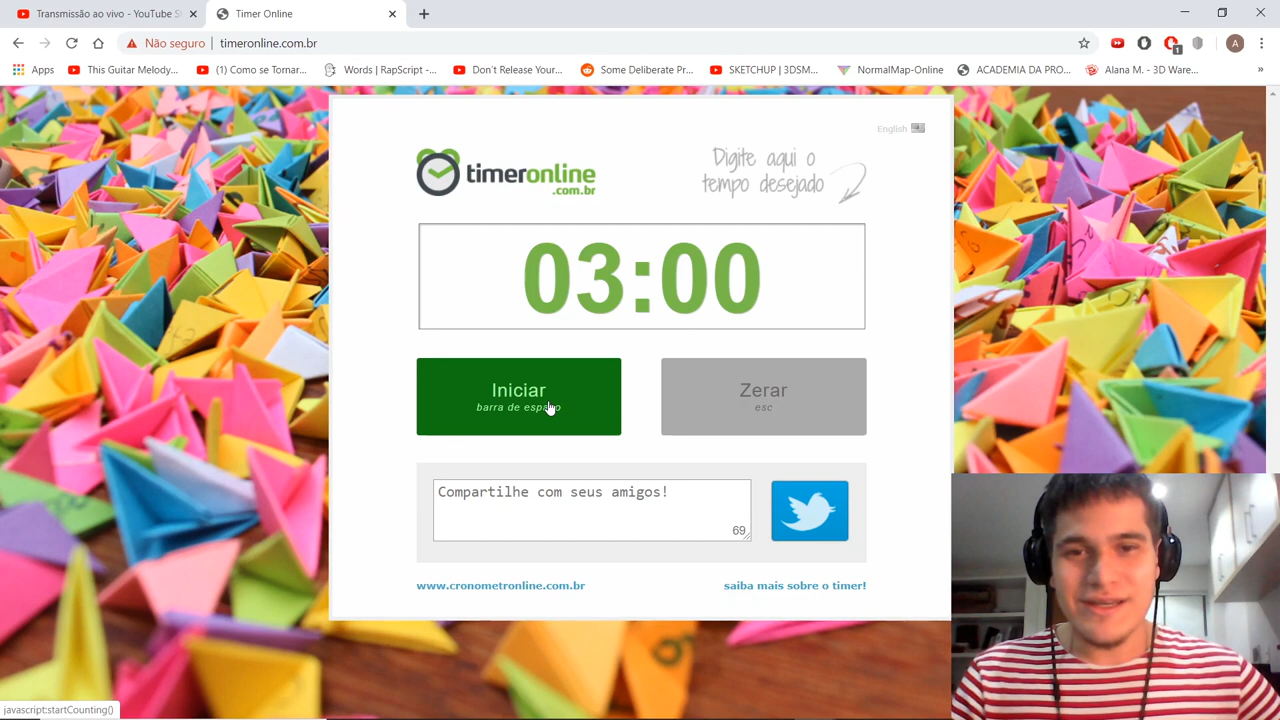 Transmissão ao vivo - YouTube S
Timer Online
Não seguro
timeronline.com.br
1
A
Apps
This Guitar Melody...
(1) Como se Tornar...
Words | RapScript -...
Don´t Release Your...
Some Deliberate Pr...
SKETCHUP | 3DSM...
NormalMap-Online
ACADEMIA DA PRO...
Alana M. - 3D Ware...
»
English
timeronline
.com.br
Digite aqui o
tempo desejado
03:00
Iniciar
barra de espaço
Zerar
esc
Compartilhe com seus amigos!
69
www.cronometronline.com.br
saiba mais sobre o timer!
javascript:startCounting()